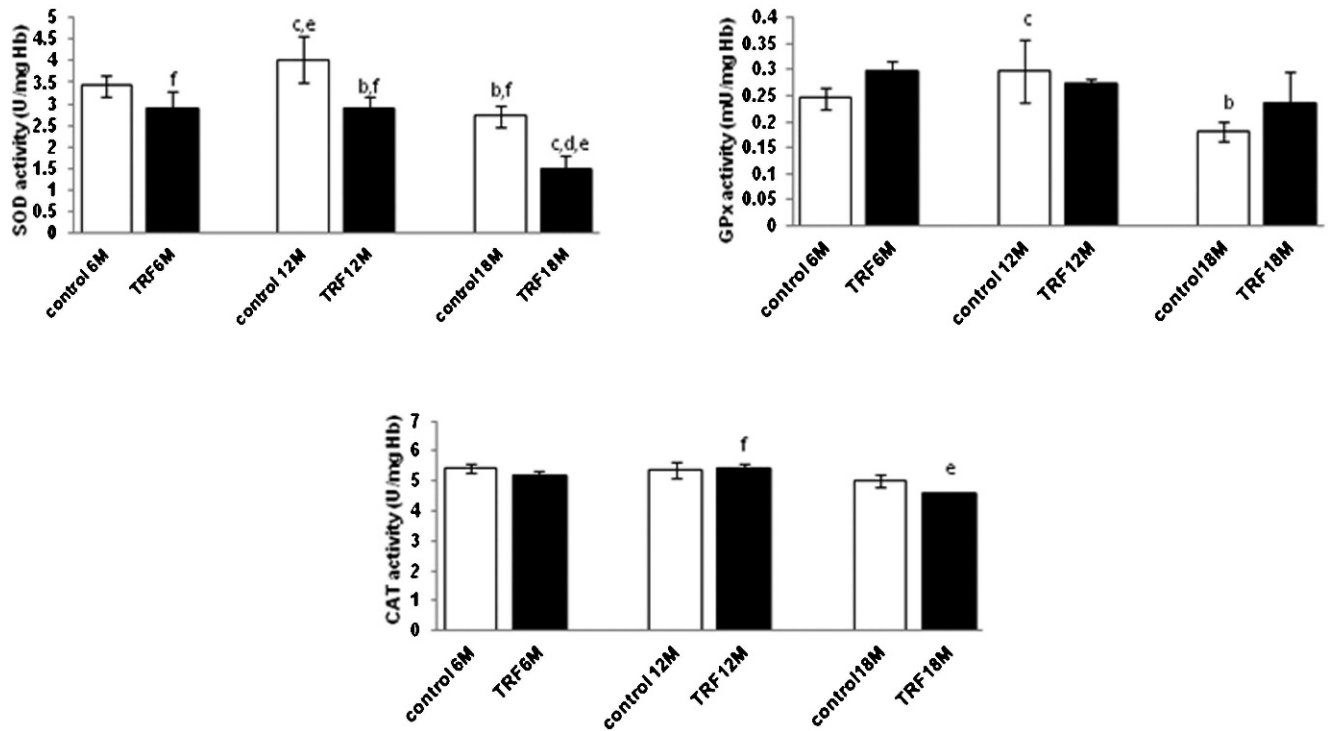 SOD activity (U/mg Hb)
5
4.5
4
3.5
3
2.5
2
1.5
1
0.5
0
f
c,e
b,f
b,f
c,d,e
control 6M
TRF6M
control 12M
TRF12M
control18M
TRF18M
GPx activity (mU/mg Hb)
0.4
0.35
0.3
0.25
0.2
0.15
0.1
0.05
0
c
b
control 6M
TRF6M
control 12M
TRF12M
control18M
TRF18M
CAT activity (U/mg Hb)
7
6
5
4
3
2
1
0
f
e
control 6M
TRF6M
control 12M
TRF12M
control18M
TRF18M